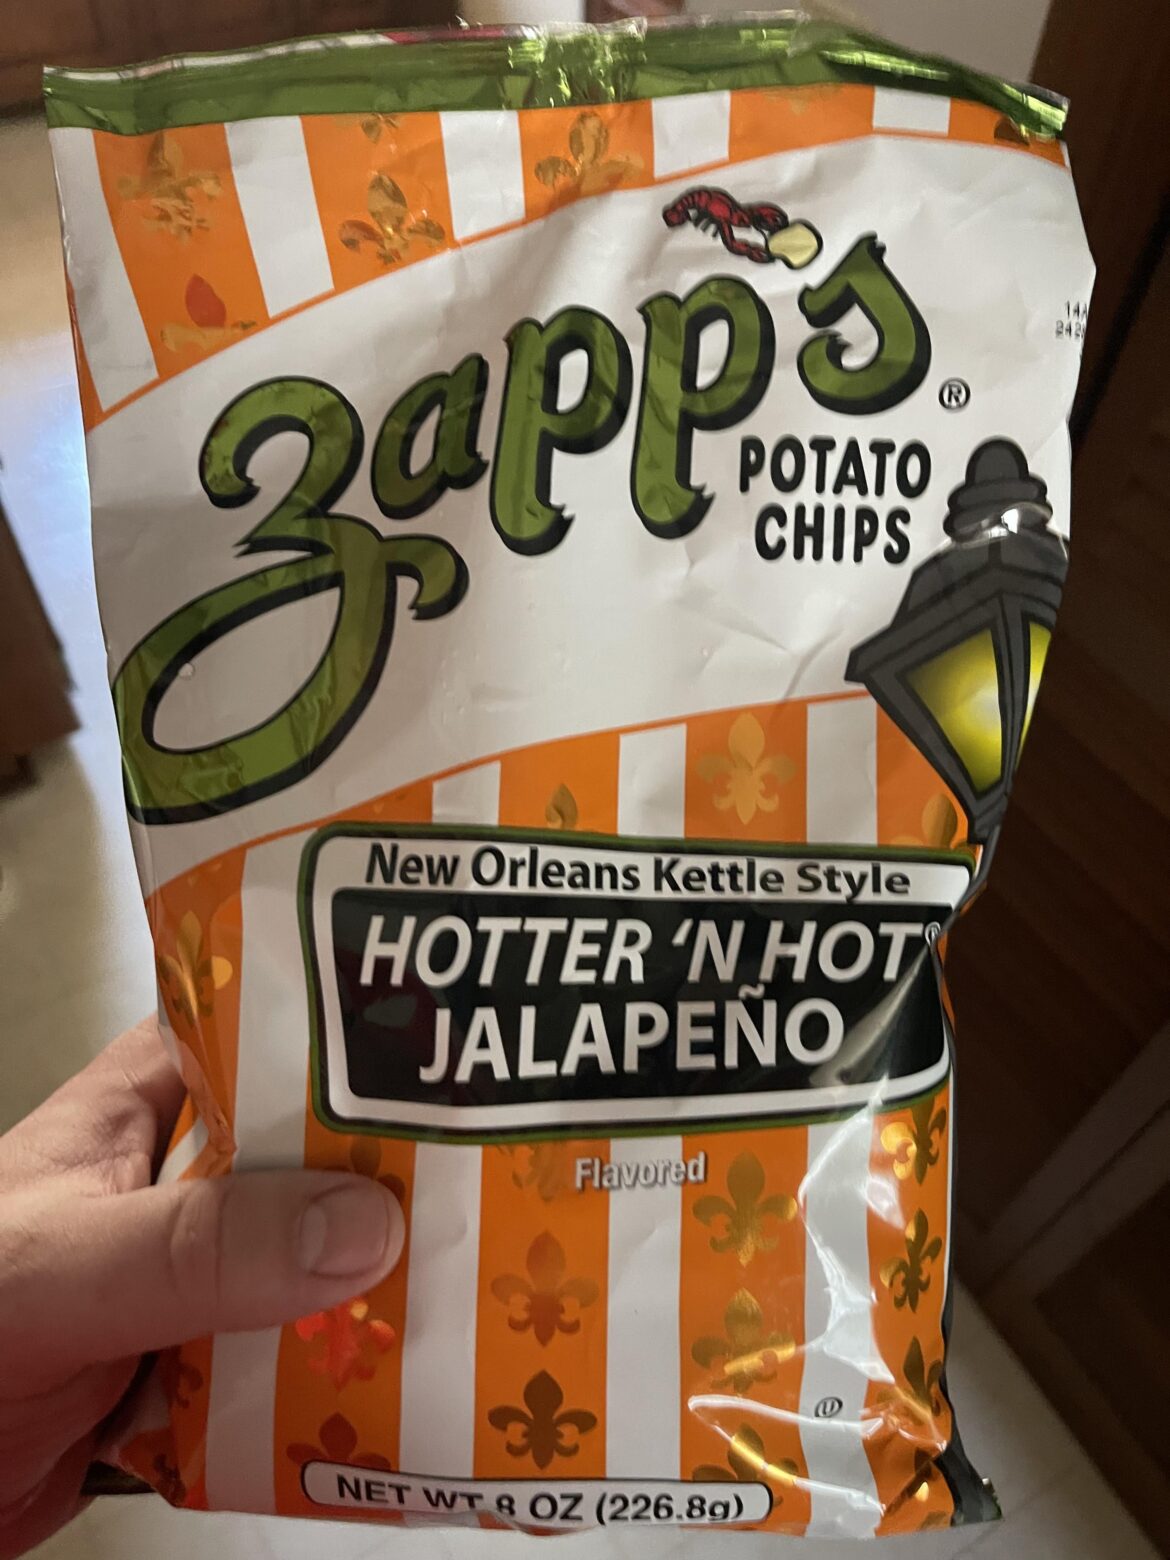 zapp's®
POTATO
CHIPS
New Orleans Kettle Style
HOTTER 'N HOT®
JALAPEÑO
Flavored
U
NET WT 8 OZ (226.8g)